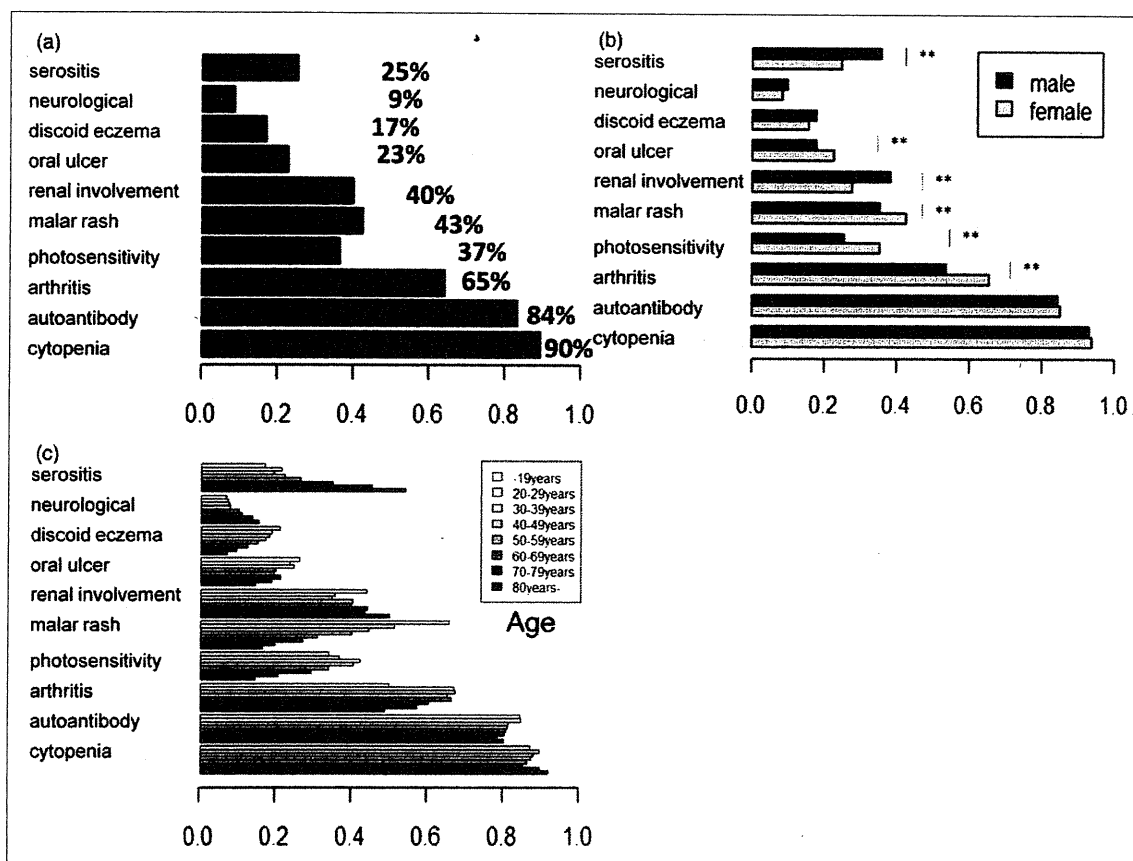 (a)
serositis 25%
neurological 9%
discoid eczema 17%
oral ulcer 23%
renal involvement 40%
malar rash 43%
photosensitivity 37%
arthritis 65%
autoantibody 84%
cytopenia 90%
0.0 0.2 0.4 0.6 0.8 1.0
(b)
serositis **
neurological
discoid eczema
oral ulcer **
renal involvement **
malar rash **
photosensitivity **
arthritis **
autoantibody
cytopenia
male
female
0.0 0.2 0.4 0.6 0.8 1.0
(c)
serositis
neurological
discoid eczema
oral ulcer
renal involvement
malar rash
photosensitivity
arthritis
autoantibody
cytopenia
-19years
20-29years
30-39years
40-49years
50-59years
60-69years
70-79years
80years-
Age
0.0 0.2 0.4 0.6 0.8 1.0